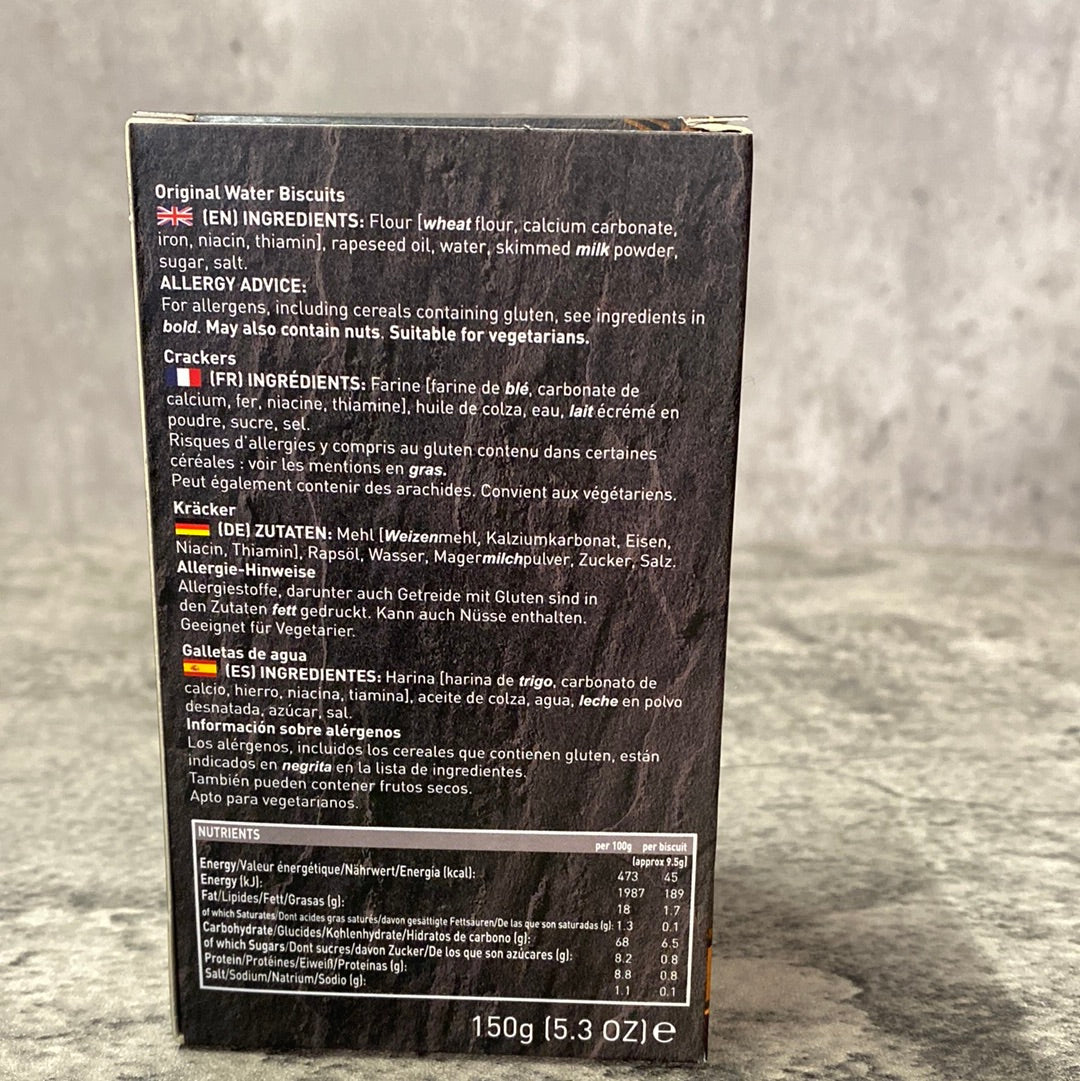 Original Water Biscuits
(EN) INGREDIENTS: Flour [wheat flour, calcium carbonate,
iron, niacin, thiamin], rapeseed oil, water, skimmed milk powder,
sugar, salt.
ALLERGY ADVICE:
For allergens, including cereals containing gluten, see ingredients in
bold. May also contain nuts. Suitable for vegetarians.
Crackers
(FR) INGRÉDIENTS: Farine [farine de blé, carbonate de
calcium, fer, niacine, thiamine], huile de colza, eau, lait écrémé en
poudre, sucre, sel.
Risques d'allergies y compris au gluten contenu dans certaines
céréales : voir les mentions en gras.
Peut également contenir des arachides. Convient aux végétariens.
Kräcker
(DE) ZUTATEN: Mehl [Weizenmehl, Kalziumkarbonat, Eisen,
Niacin, Thiamin], Rapsöl, Wasser, Magermilchpulver, Zucker, Salz.
Allergie-Hinweise
Allergiestoffe, darunter auch Getreide mit Gluten sind in
den Zutaten fett gedruckt. Kann auch Nüsse enthalten.
Geeignet für Vegetarier.
Galletas de agua
(ES) INGREDIENTES: Harina [harina de trigo, carbonato de
calcio, hierro, niacina, tiamina], aceite de colza, agua, leche en polvo
desnatada, azúcar, sal.
Información sobre alérgenos
Los alérgenos, incluidos los cereales que contienen gluten, están
indicados en negrita en la lista de ingredientes.
También pueden contener frutos secos.
Apto para vegetarianos.
NUTRIENTS per 100g per biscuit
(approx 9.5g)
Energy/Valeur énergétique/Nährwert/Energía (kcal): 473 45
Energy (kJ): 1987 189
Fat/Lipides/Fett/Grasas (g): 18 1.7
of which Saturates/Dont acides gras saturés/davon gesättigte Fettsäuren/De las que son saturadas (g): 1.3 0.1
Carbohydrate/Glucides/Kohlenhydrate/Hidratos de carbono (g): 68 6.5
of which Sugars/Dont sucres/davon Zucker/De los que son azúcares (g): 8.2 0.8
Protein/Protéines/Eiweiß/Proteínas (g): 8.8 0.8
Salt/Sodium/Natrium/Sodio (g): 1.1 0.1
150g (5.3 OZ) e